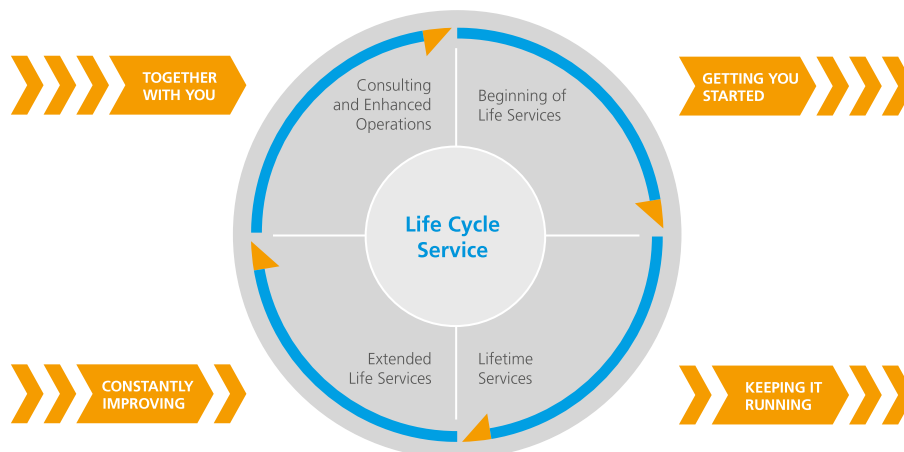 TOGETHER
WITH YOU
Consulting
and Enhanced
Operations
Beginning of
Life Services
GETTING YOU
STARTED
Life Cycle
Service
CONSTANTLY
IMPROVING
Extended
Life Services
Lifetime
Services
KEEPING IT
RUNNING